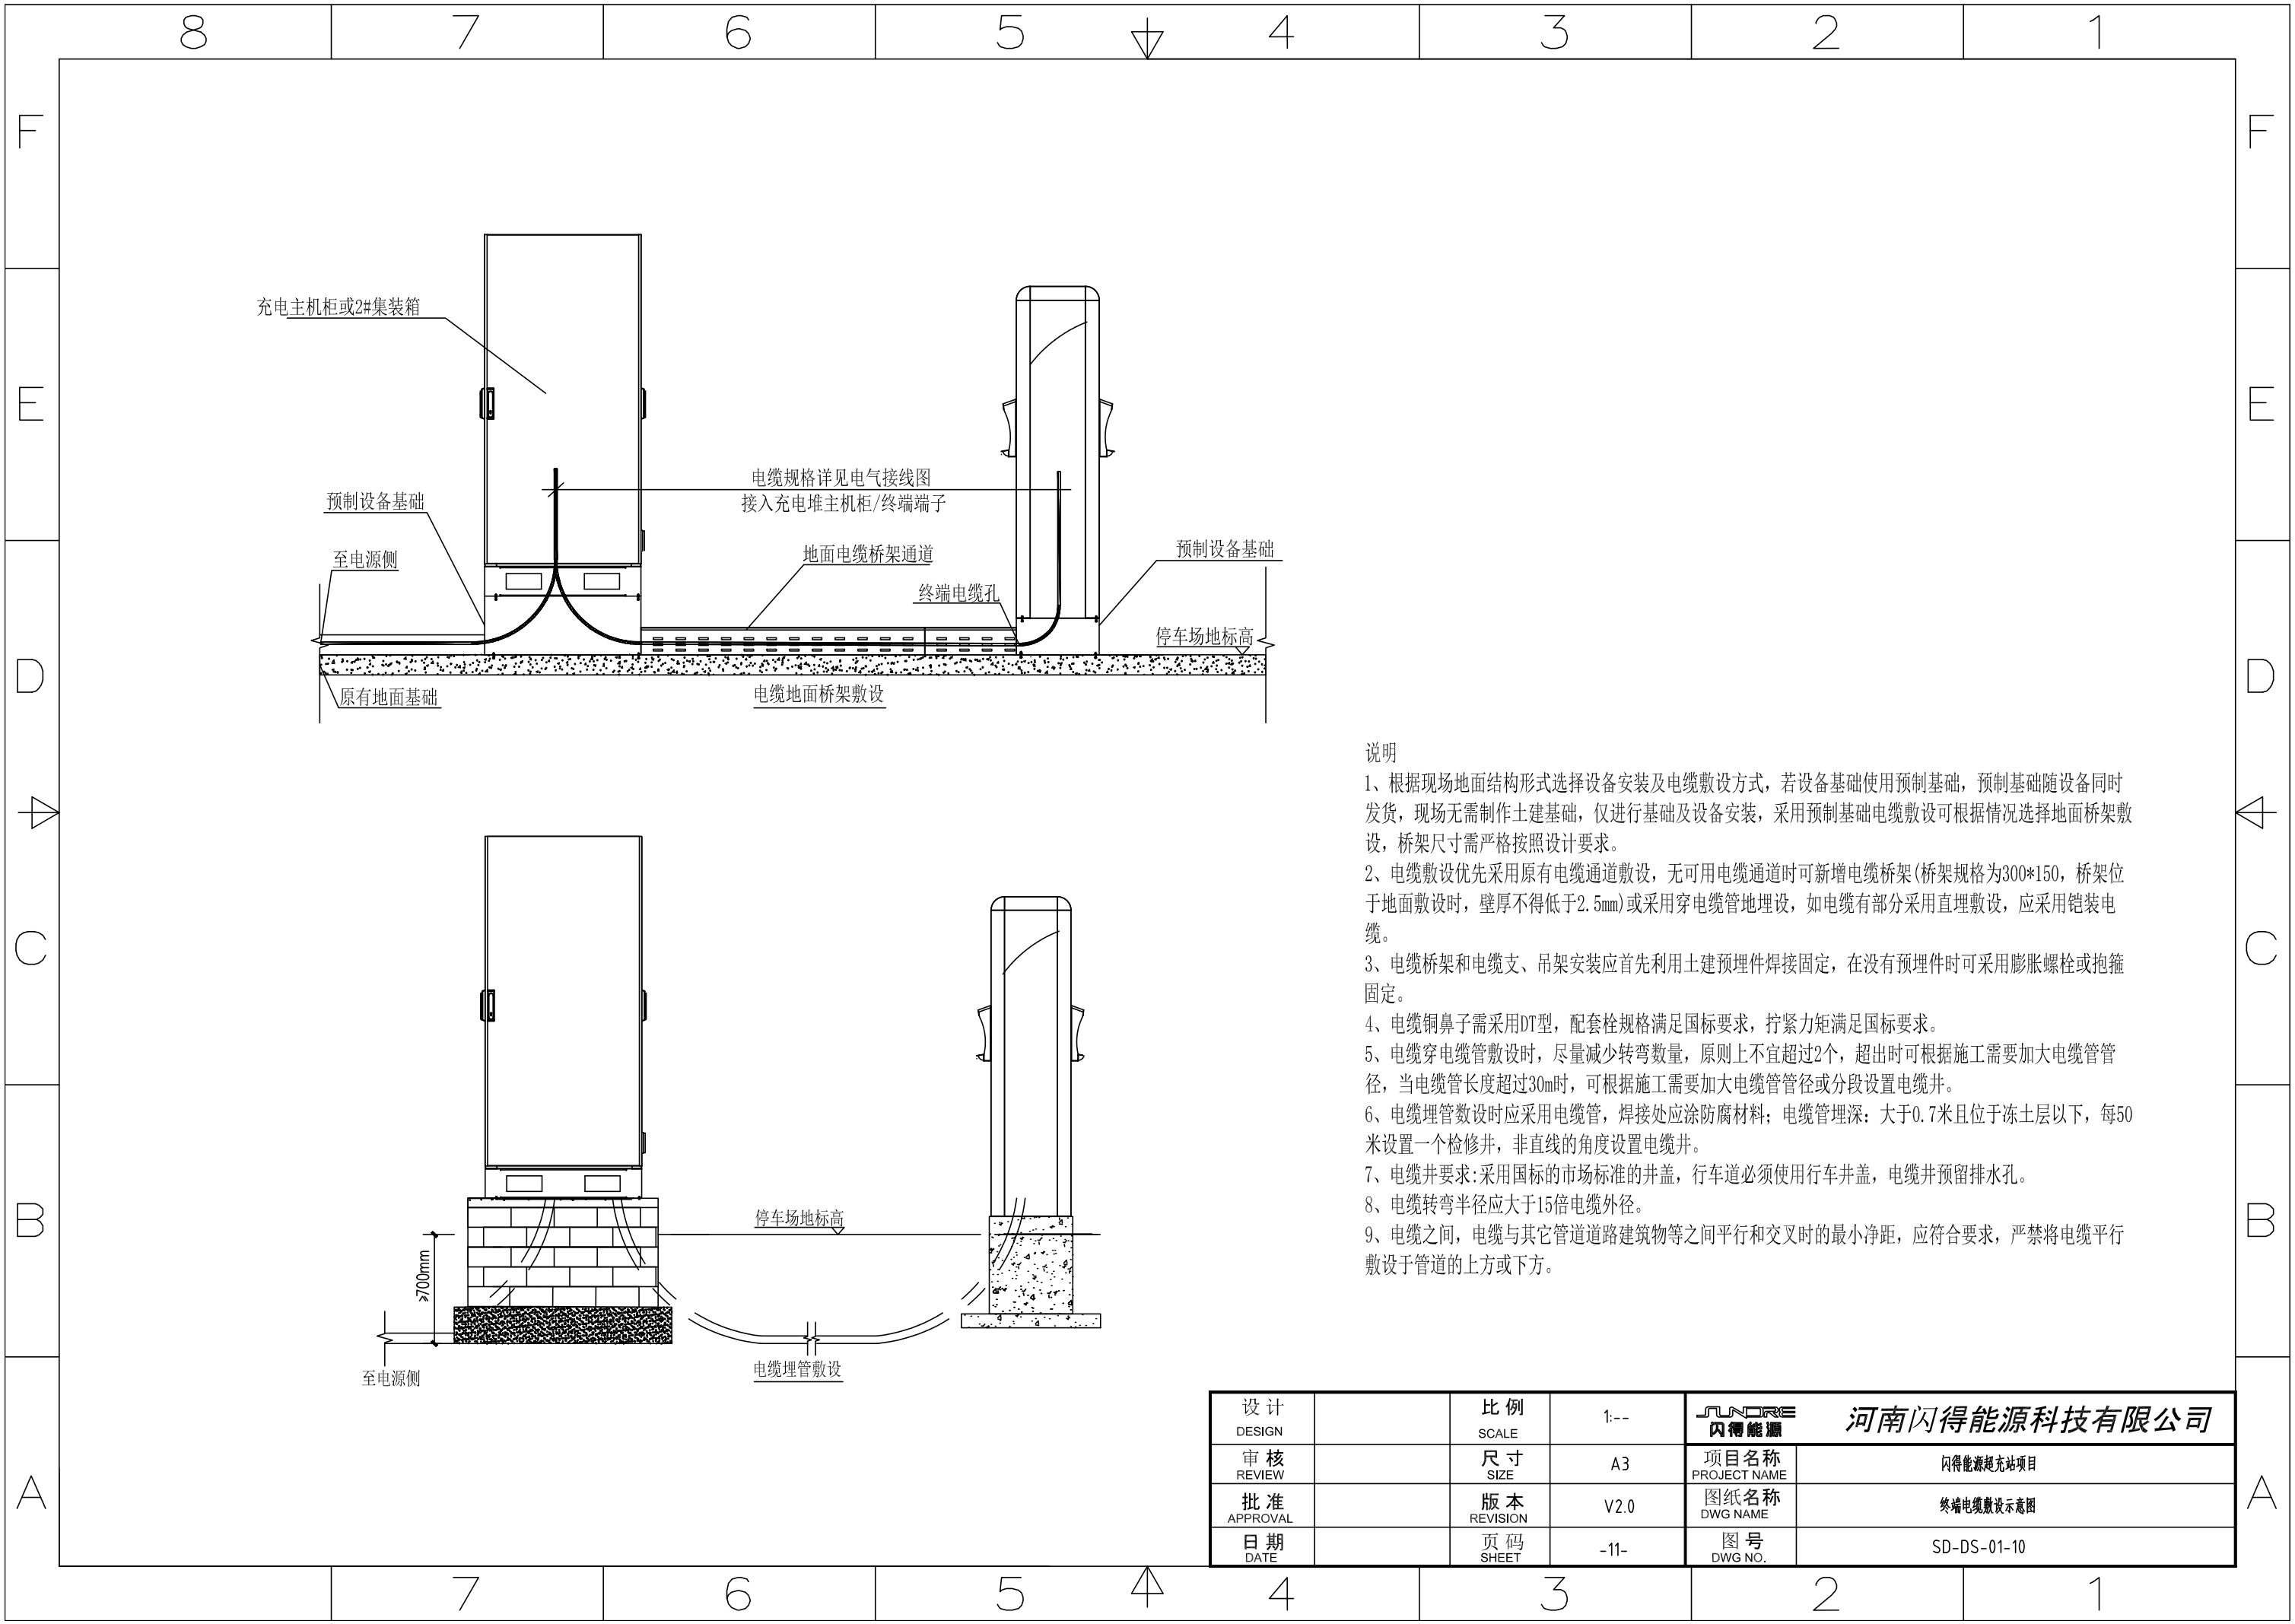 8 7 6 5 4 3 2 1
F F
充电主机柜或2#集装箱
E E
电缆规格详见电气接线图
接入充电堆主机柜/终端端子
预制设备基础
至电源侧
地面电缆桥架通道
预制设备基础
终端电缆孔
停车场地标高
D D
原有地面基础
电缆地面桥架敷设
说明
1、根据现场地面结构形式选择设备安装及电缆敷设方式，若设备基础使用预制基础，预制基础随设备同时
发货，现场无需制作土建基础，仅进行基础及设备安装，采用预制基础电缆敷设可根据情况选择地面桥架敷
设，桥架尺寸需严格按照设计要求。
2、电缆敷设优先采用原有电缆通道敷设，无可用电缆通道时可新增电缆桥架(桥架规格为300*150，桥架位
于地面敷设时，壁厚不得低于2.5mm)或采用穿电缆管地埋设，如电缆有部分采用直埋敷设，应采用铠装电
缆。
3、电缆桥架和电缆支、吊架安装应首先利用土建预埋件焊接固定，在没有预埋件时可采用膨胀螺栓或抱箍
固定。
4、电缆铜鼻子需采用DT型，配套栓规格满足国标要求，拧紧力矩满足国标要求。
5、电缆穿电缆管敷设时，尽量减少转弯数量，原则上不宜超过2个，超出时可根据施工需要加大电缆管管
径，当电缆管长度超过30m时，可根据施工需要加大电缆管管径或分段设置电缆井。
6、电缆埋管数设时应采用电缆管，焊接处应涂防腐材料；电缆管埋深：大于0.7米且位于冻土层以下，每50
米设置一个检修井，非直线的角度设置电缆井。
7、电缆井要求:采用国标的市场标准的井盖，行车道必须使用行车井盖，电缆井预留排水孔。
8、电缆转弯半径应大于15倍电缆外径。
9、电缆之间，电缆与其它管道道路建筑物等之间平行和交叉时的最小净距，应符合要求，严禁将电缆平行
敷设于管道的上方或下方。
C C
停车场地标高
B B
≥700mm
至电源侧
电缆埋管敷设
设计
DESIGN
比例
SCALE
1:--
SUNDRE
闪得能源
河南闪得能源科技有限公司
审核
REVIEW
尺寸
SIZE
A3
项目名称
PROJECT NAME
闪得能源超充站项目
批准
APPROVAL
版本
REVISION
V2.0
图纸名称
DWG NAME
终端电缆敷设示意图
日期
DATE
页码
SHEET
-11-
图号
DWG NO.
SD-DS-01-10
A A
7 6 5 4 3 2 1